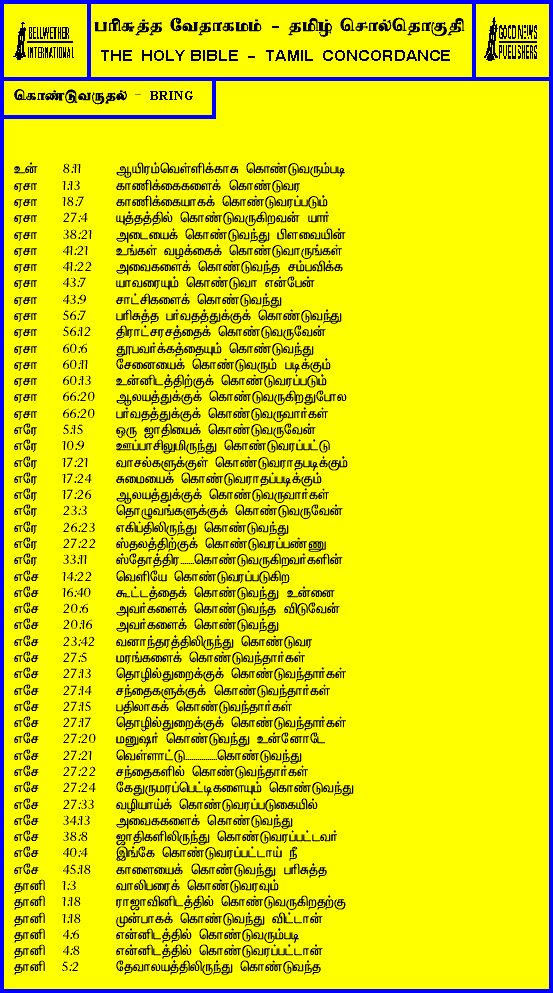 BELLWETHER
INTERNATIONAL
பரிசுத்த வேதாகமம் - தமிழ் சொல்தொகுதி
THE HOLY BIBLE - TAMIL CONCORDANCE
GOOD NEWS
PUBLISHERS
கொண்டுவருதல் - BRING
உன் 8:11 ஆயிரம்வெள்ளிக்காசு கொண்டுவரும்படி
ஏசா 1:13 காணிக்கைகளைக் கொண்டுவர
ஏசா 18:7 காணிக்கையாகக் கொண்டுவரப்படும்
ஏசா 27:4 யுத்தத்தில் கொண்டுவருகிறவன் யார்
ஏசா 38:21 அடையைக் கொண்டுவந்து பிளவையின்
ஏசா 41:21 உங்கள் வழக்கைக் கொண்டுவாருங்கள்
ஏசா 41:22 அவைகளைக் கொண்டுவந்த சம்பவிக்க
ஏசா 43:7 யாவரையும் கொண்டுவா என்பேன்
ஏசா 43:9 சாட்சிகளைக் கொண்டுவந்து
ஏசா 56:7 பரிசுத்த பர்வதத்துக்குக் கொண்டுவந்து
ஏசா 56:12 திராட்சரசத்தைக் கொண்டுவருவேன்
ஏசா 60:6 தூபவர்க்கத்தையும் கொண்டுவந்து
ஏசா 60:11 சேனையைக் கொண்டுவரும் படிக்கும்
ஏசா 60:13 உன்னிடத்திற்குக் கொண்டுவரப்படும்
ஏசா 66:20 ஆலயத்துக்குக் கொண்டுவருகிறதுபோல
ஏசா 66:20 பர்வதத்துக்குக் கொண்டுவருவார்கள்
எரே 5:15 ஒரு ஜாதியைக் கொண்டுவருவேன்
எரே 10:9 ஊப்பாசிலுமிருந்து கொண்டுவரப்பட்டு
எரே 17:21 வாசல்களுக்குள் கொண்டுவராதபடிக்கும்
எரே 17:24 சுமையைக் கொண்டுவராதப்படிக்கும்
எரே 17:26 ஆலயத்துக்குக் கொண்டுவருவார்கள்
எரே 23:3 தொழுவங்களுக்குக் கொண்டுவருவேன்
எரே 26:23 எகிப்திலிருந்து கொண்டுவந்து
எரே 27:22 ஸ்தலத்திற்குக் கொண்டுவரப்பண்ணு
எரே 33:11 ஸ்தோத்திர.......கொண்டுவருகிறவர்களின்
எசே 14:22 வெளியே கொண்டுவரப்படுகிற
எசே 16:40 கூட்டத்தைக் கொண்டுவந்து உன்னை
எசே 20:6 அவர்களைக் கொண்டுவந்த விடுவேன்
எசே 20:16 அவர்களைக் கொண்டுவந்து
எசே 23:42 வனாந்தரத்திலிருந்து கொண்டுவர
எசே 27:5 மரங்களைக் கொண்டுவந்தார்கள்
எசே 27:13 தொழில்துறைக்குக் கொண்டுவந்தார்கள்
எசே 27:14 சந்தைகளுக்குக் கொண்டுவந்தார்கள்
எசே 27:15 பதிலாகக் கொண்டுவந்தார்கள்
எசே 27:17 தொழில்துறைக்குக் கொண்டுவந்தார்கள்
எசே 27:20 மனுஷர் கொண்டுவந்து உன்னோடே
எசே 27:21 வெள்ளாட்டு...............கொண்டுவந்து
எசே 27:22 சந்தைகளில் கொண்டுவந்தார்கள்
எசே 27:24 கேதுருமரப்பெட்டிகளையும் கொண்டுவந்து
எசே 27:33 வழியாய்க் கொண்டுவரப்படுகையில்
எசே 34:13 அவைககளைக் கொண்டுவந்து
எசே 38:8 ஜாதிகளிலிருந்து கொண்டுவரப்பட்டவர்
எசே 40:4 இங்கே கொண்டுவரப்பட்டாய் நீ
எசே 45:18 காளையைக் கொண்டுவந்து பரிசுத்த
தானி 1:3 வாலிபரைக் கொண்டுவரவும்
தானி 1:18 ராஜாவினிடத்தில் கொண்டுவருகிறதற்கு
தானி 1:18 முன்பாகக் கொண்டுவந்து விட்டான்
தானி 4:6 என்னிடத்தில் கொண்டுவரும்படி
தானி 4:8 என்னிடத்தில் கொண்டுவரப்பட்டான்
தானி 5:2 தேவாலயத்திலிருந்து கொண்டுவந்த